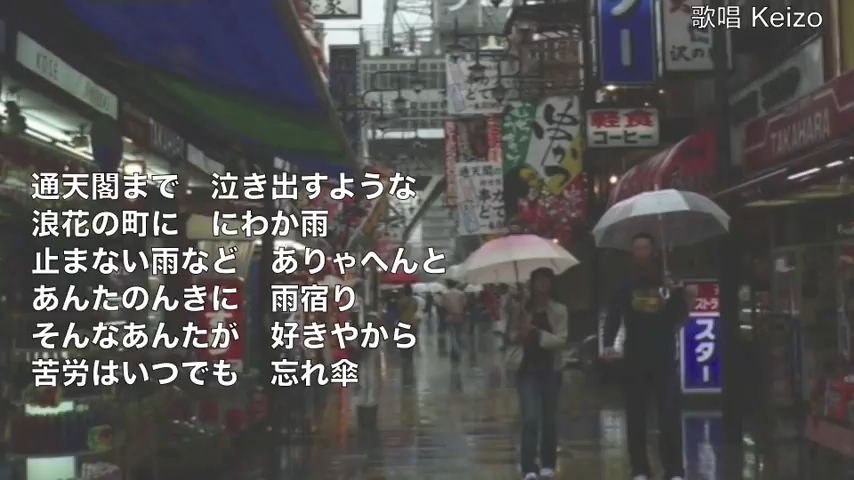 歌唱 Keizo
通天閣まで　泣き出すような
浪花の町に　にわか雨
止まない雨など　ありゃへんと
あんたのんきに　雨宿り
そんなあんたが　好きやから
苦労はいつでも　忘れ傘
軽食
コーヒー
TAKAHARA
スター